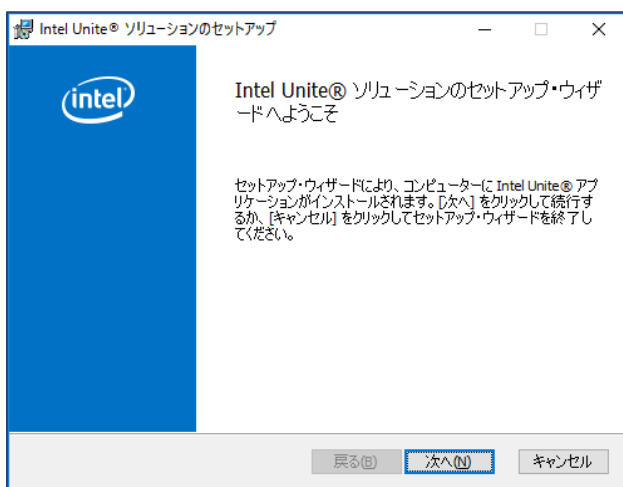 Intel Unite® ソリューションのセットアップ
intel
Intel Unite® ソリューションのセットアップ・ウィザ
ードへようこそ
セットアップ・ウィザードにより、コンピューターに Intel Unite® アプ
リケーションがインストールされます。[次へ] をクリックして続行す
るか、[キャンセル] をクリックしてセットアップ・ウィザードを終了し
てください。
戻る(B) 次へ(N) キャンセル